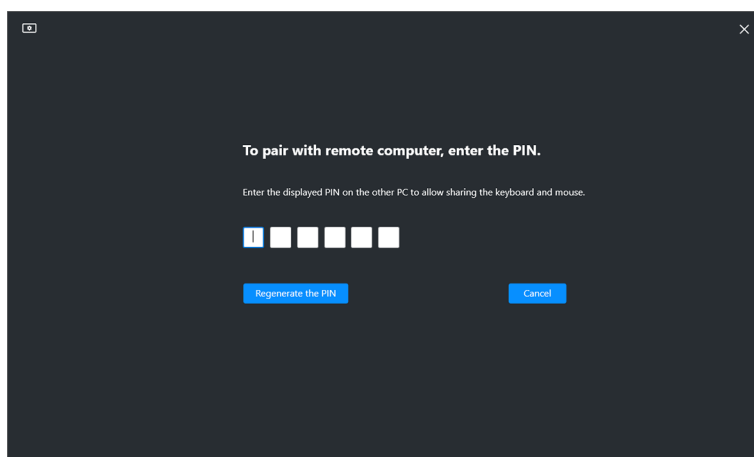 To pair with remote computer, enter the PIN.
Enter the displayed PIN on the other PC to allow sharing the keyboard and mouse.
Regenerate the PIN
Cancel